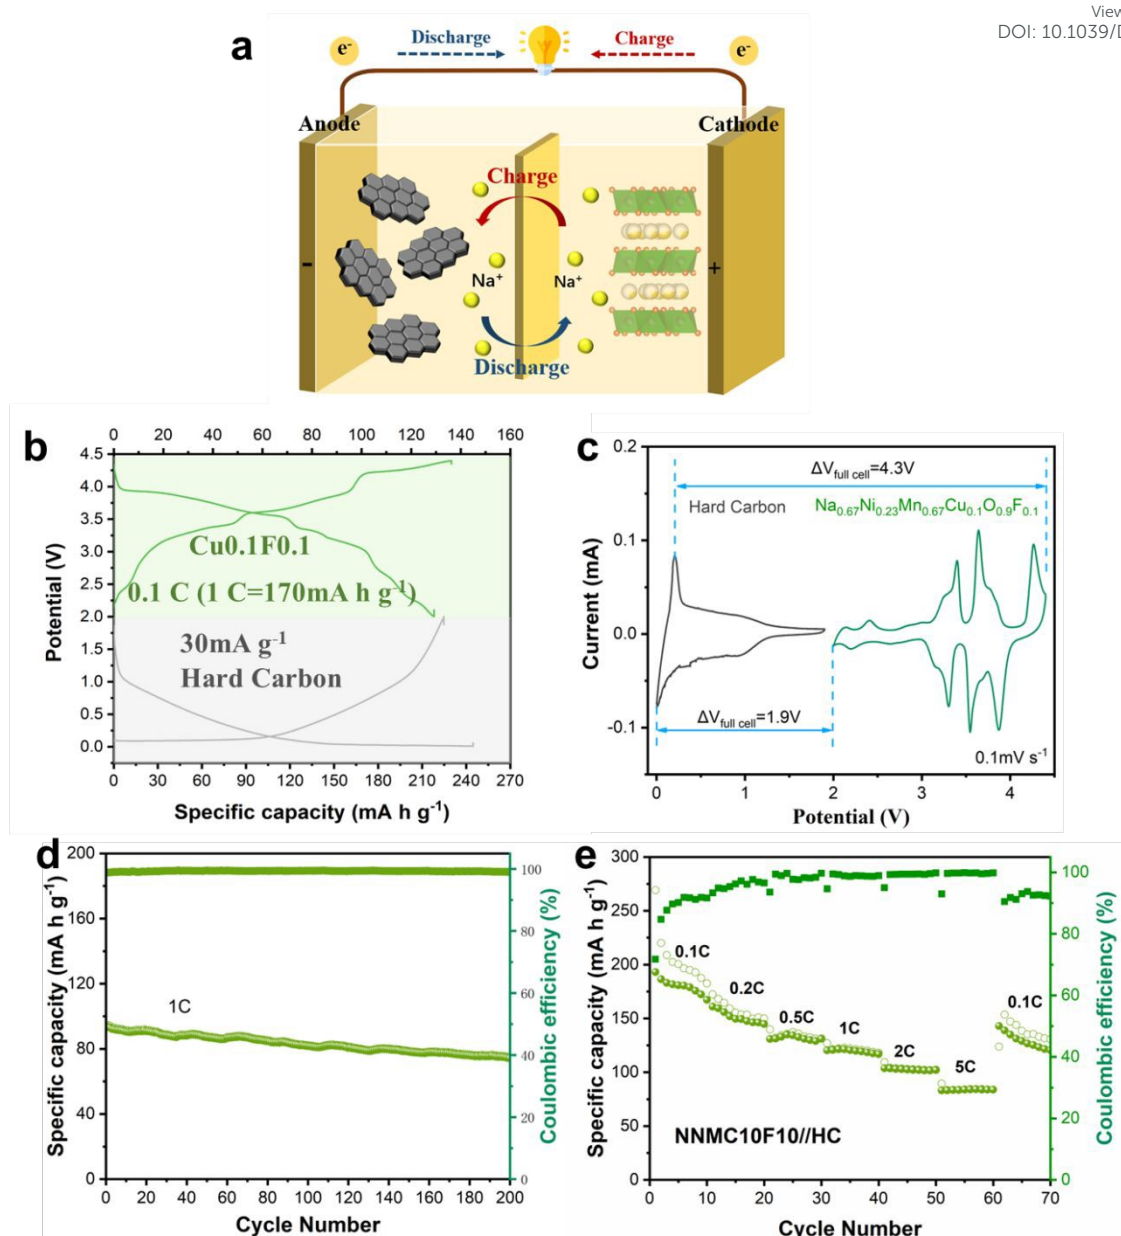 View
DOI: 10.1039/D
a
e⁻ Discharge Charge e⁻
Anode Cathode
Charge
- +
Na⁺ Na⁺
Discharge
b
0 20 40 60 80 100 120 140 160
4.5
4.0
3.5
3.0
2.5
2.0
1.5
1.0
0.5
0.0
Potential (V)
Cu0.1F0.1
0.1 C (1 C=170mA h g⁻¹)
30mA g⁻¹
Hard Carbon
0 30 60 90 120 150 180 210 240 270
Specific capacity (mA h g⁻¹)
c
0.2
0.1
0.0
-0.1
Current (mA)
ΔV full cell=4.3V
Hard Carbon Na0.67Ni0.23Mn0.67Cu0.1O0.9F0.1
ΔV full cell=1.9V
0.1mV s⁻¹
0 1 2 3 4
Potential (V)
d
200
160
120
80
40
0
Specific capacity (mA h g⁻¹)
1C
100
80
60
40
20
0
Coulombic efficiency (%)
0 20 40 60 80 100 120 140 160 180 200
Cycle Number
e
300
250
200
150
100
50
0
Specific capacity (mA h g⁻¹)
0.1C
0.2C
0.5C
1C
2C
5C
0.1C
NNMC10F10//HC
100
80
60
40
20
0
Coulombic efficiency (%)
0 10 20 30 40 50 60 70
Cycle Number